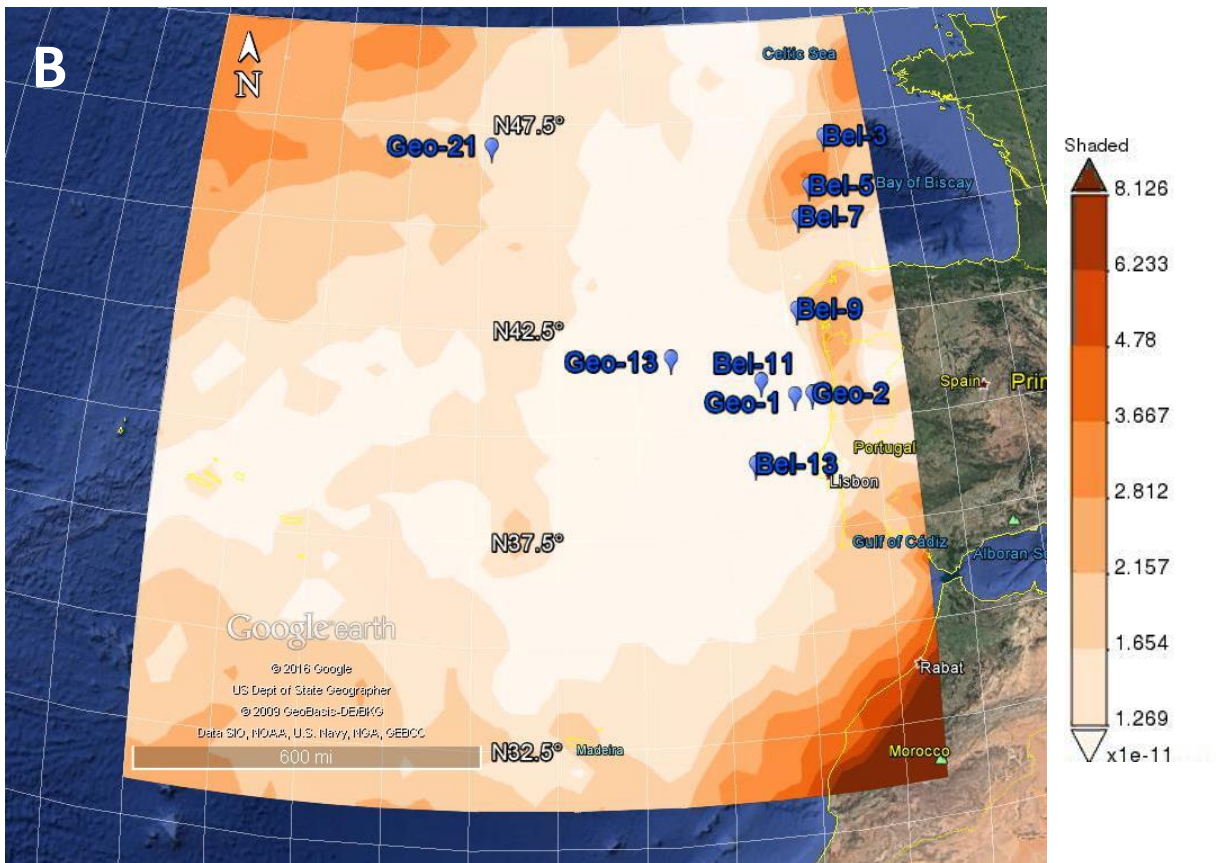 B
N
Celtic Sea
N47.5°
Geo-21
Bel-3
Bel-5
Bay of Biscay
Bel-7
Bel-9
N42.5°
Geo-13
Bel-11
Geo-1
Geo-2
Spain
Prin
Portugal
Bel-13
Lisbon
N37.5°
Gulf of Cádiz
Alboran Se
Google earth
© 2016 Google
US Dept of State Geographer
© 2009 GeoBasis-DE/BKG
Data SIO, NOAA, U.S. Navy, NGA, GEBCO
600 mi
N32.5°
Madeira
Rabat
Morocco
Shaded
8.126
6.233
4.78
3.667
2.812
2.157
1.654
1.269
x1e-11